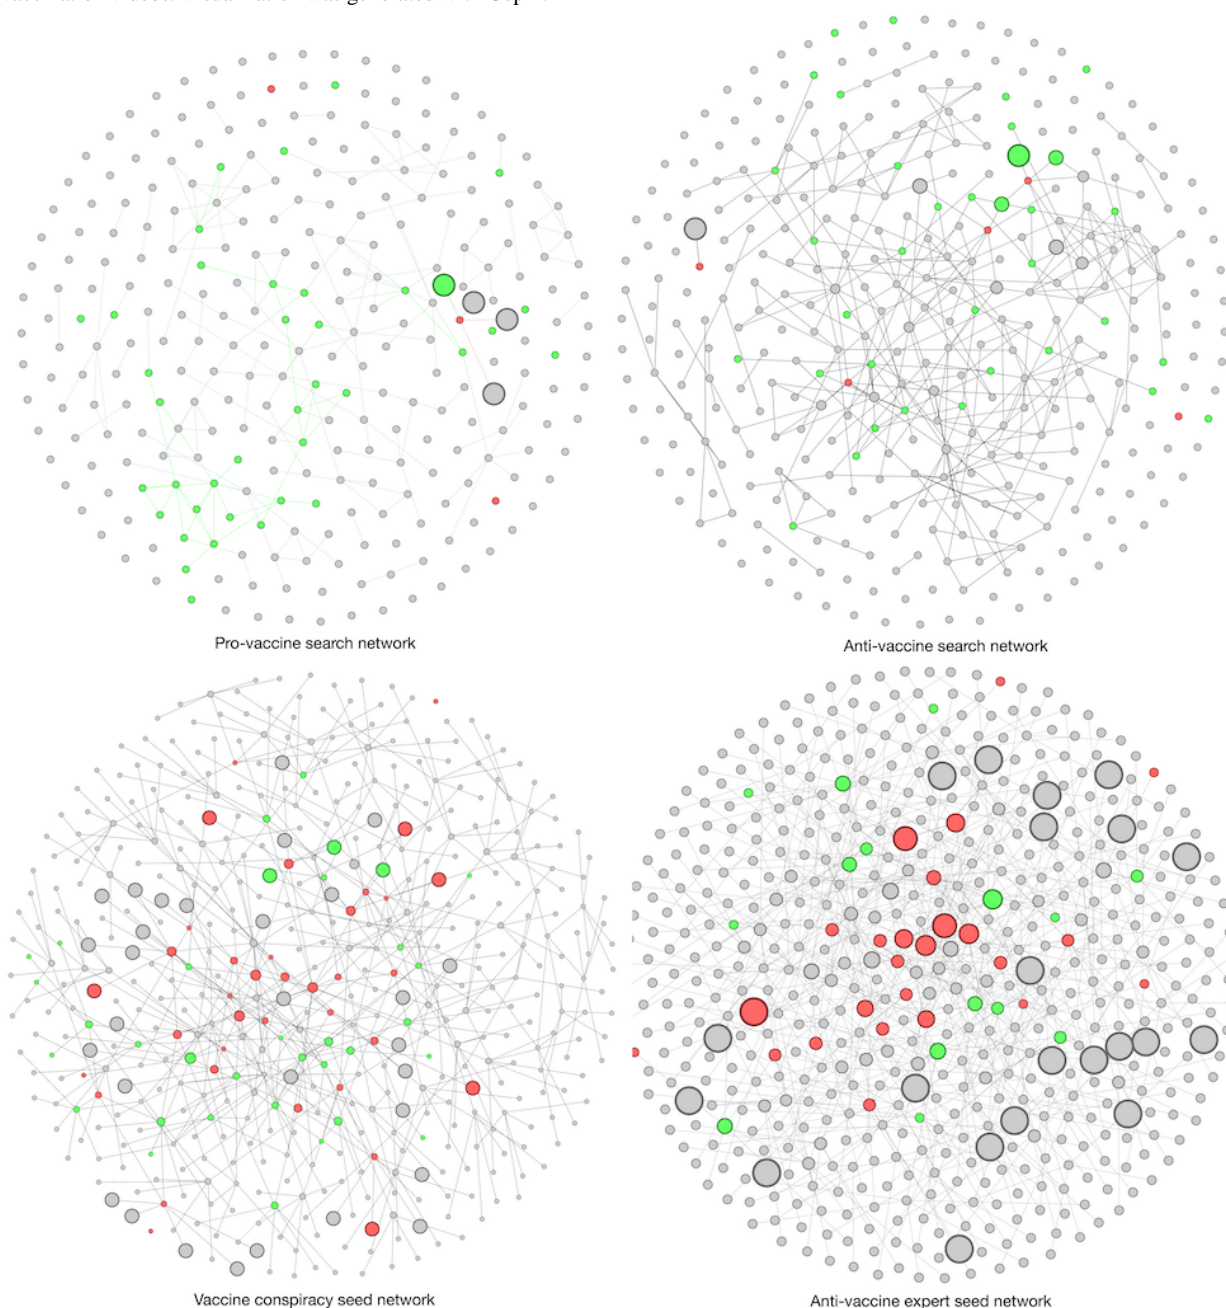 Pro-vaccine search network
Anti-vaccine search network
Vaccine conspiracy seed network
Anti-vaccine expert seed network